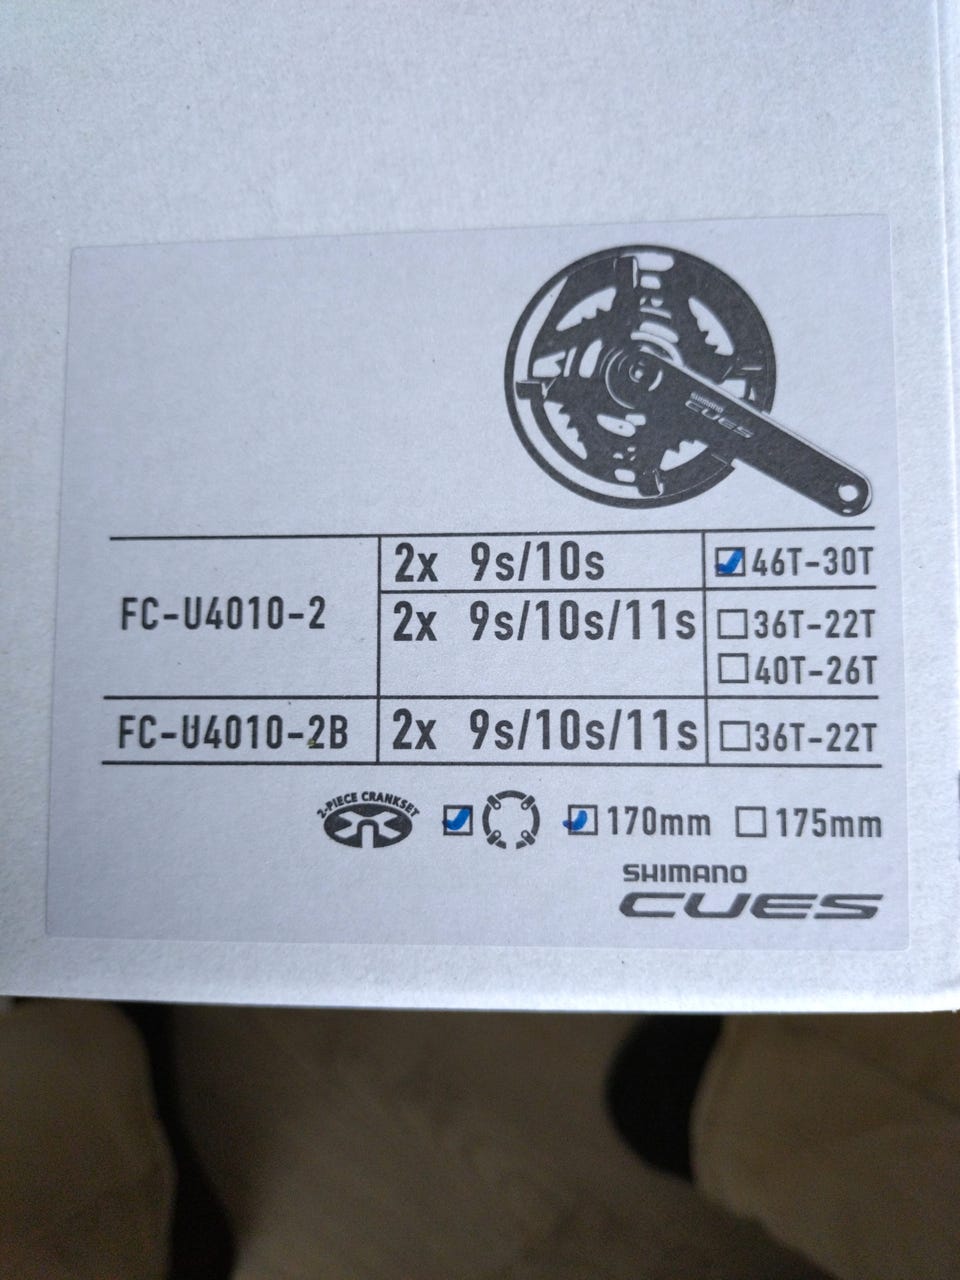 SHIMANO
CUES
FC-U4010-2
2x 9s/10s
46T-30T
2x 9s/10s/11s
36T-22T
40T-26T
FC-U4010-2B
2x 9s/10s/11s
36T-22T
2-PIECE CRANKSET
170mm
175mm
SHIMANO
CUES